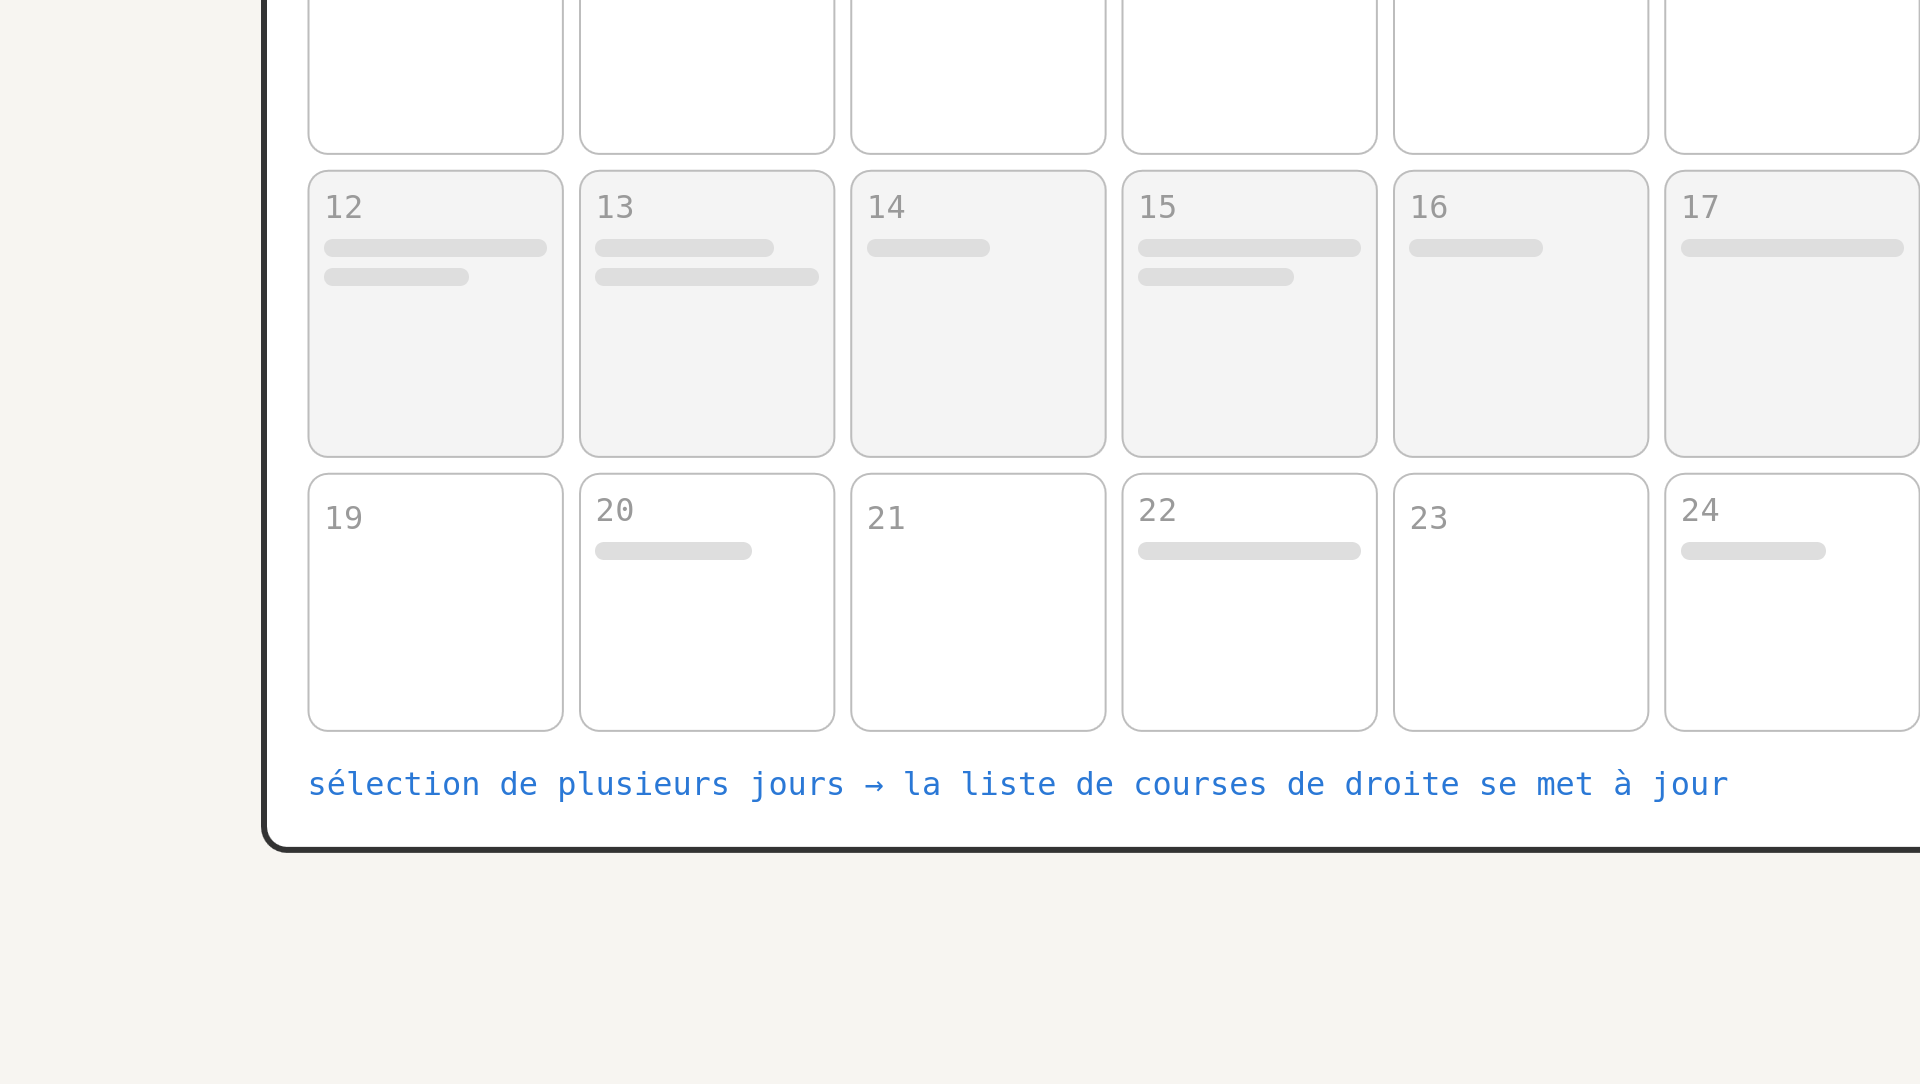 12 13 14 15 16 17
19 20 21 22 23 24
sélection de plusieurs jours → la liste de courses de droite se met à jour